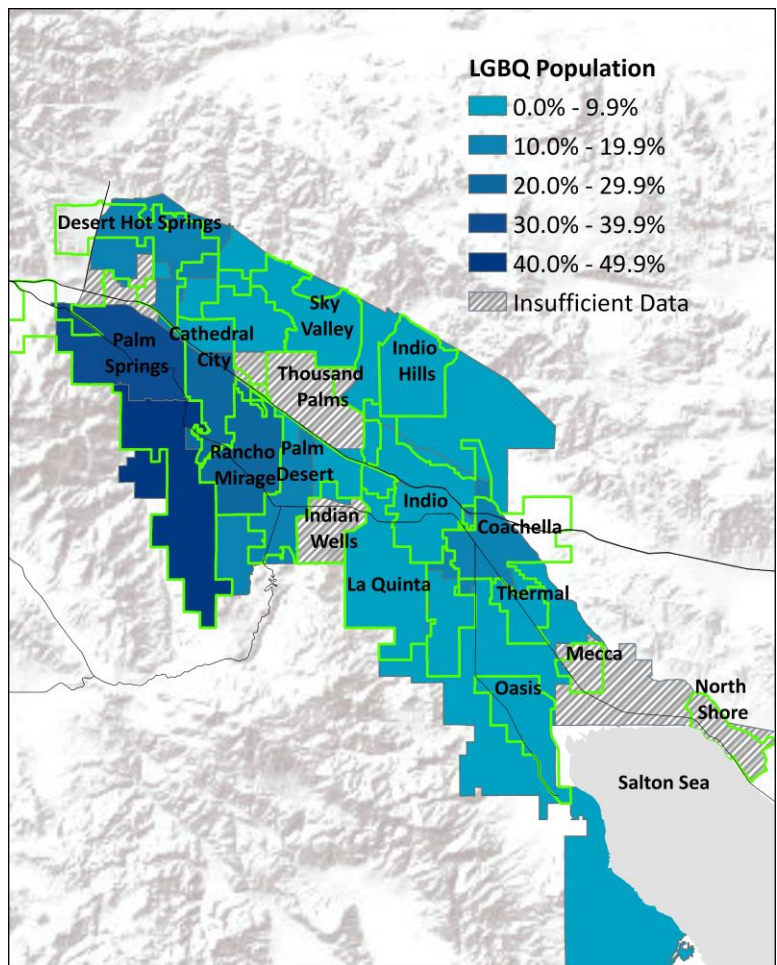 LGBQ Population
0.0% - 9.9%
10.0% - 19.9%
20.0% - 29.9%
30.0% - 39.9%
40.0% - 49.9%
Insufficient Data
Desert Hot Springs
Sky
Valley
Cathedral
City
Palm
Springs
Indio
Hills
Thousand
Palms
Rancho
Mirage
Palm
Desert
Indio
Indian
Wells
Coachella
La Quinta
Thermal
Mecca
Oasis
North
Shore
Salton Sea